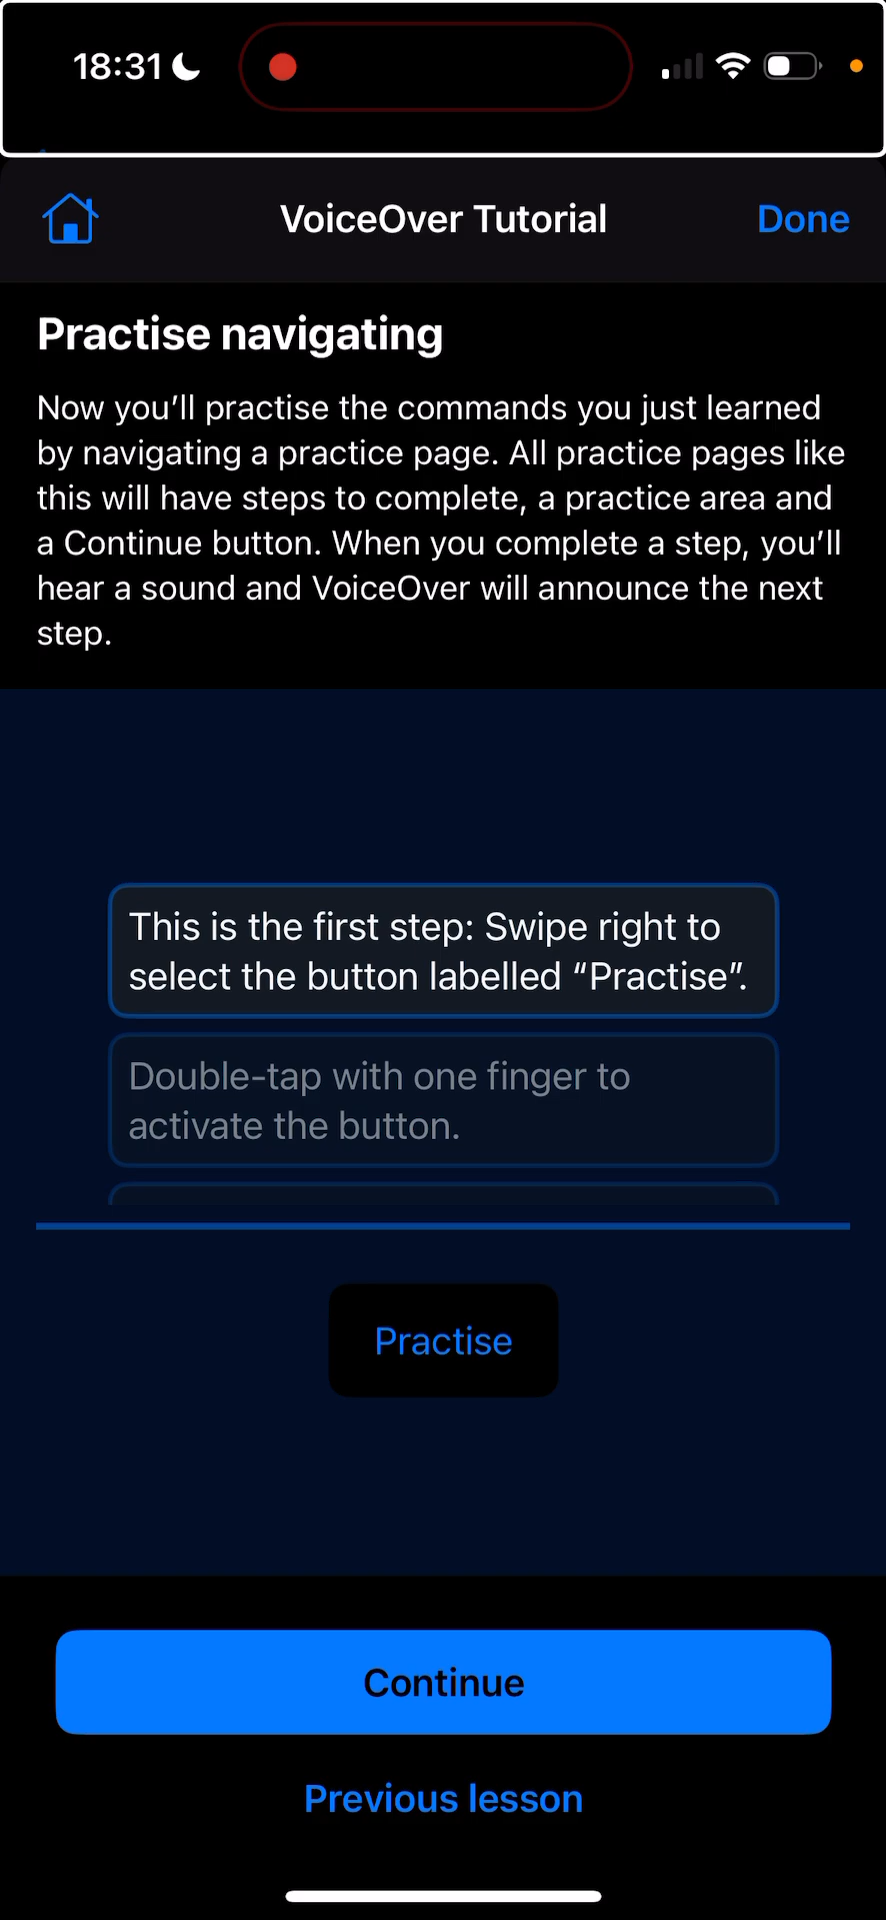 18:31
VoiceOver Tutorial
Done
Practise navigating
Now you’ll practise the commands you just learned
by navigating a practice page. All practice pages like
this will have steps to complete, a practice area and
a Continue button. When you complete a step, you’ll
hear a sound and VoiceOver will announce the next
step.
This is the first step: Swipe right to
select the button labelled “Practise”.
Double-tap with one finger to
activate the button.
Practise
Continue
Previous lesson